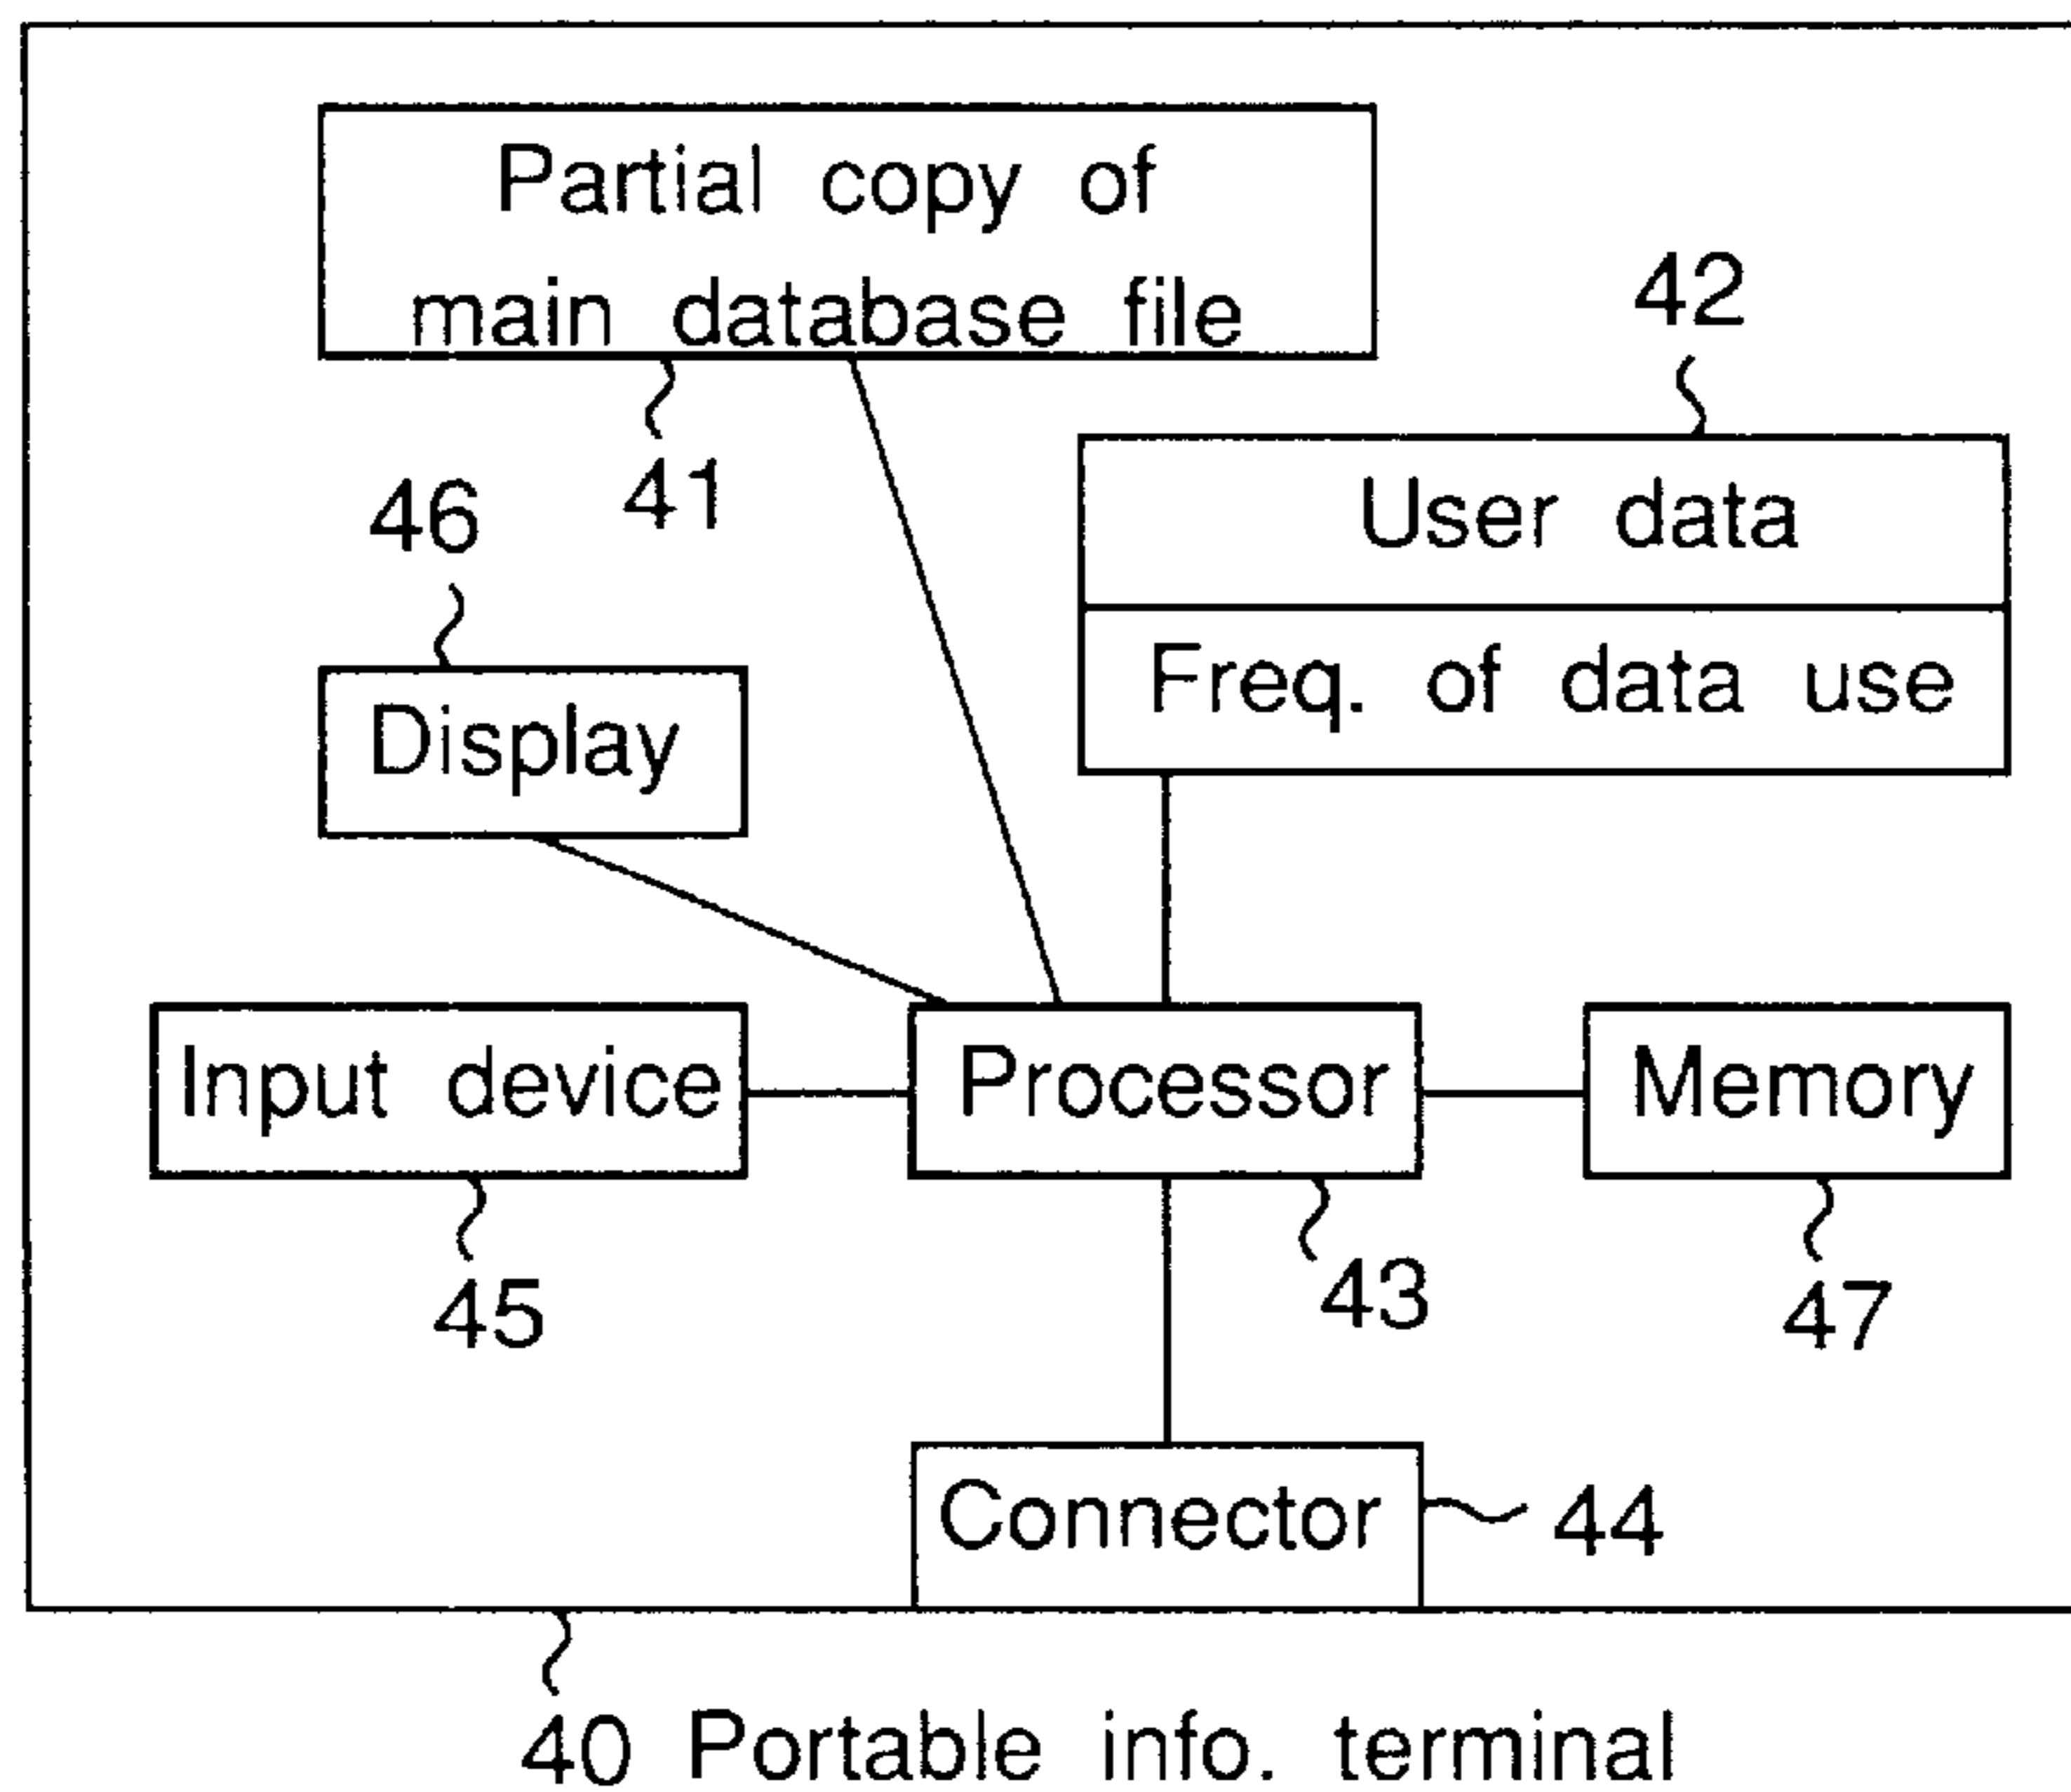 Partial copy of
main database file
42
41
46
User data
Freq. of data use
Display
Input device
Processor
Memory
45
43
47
Connector
44
40 Portable info. terminal